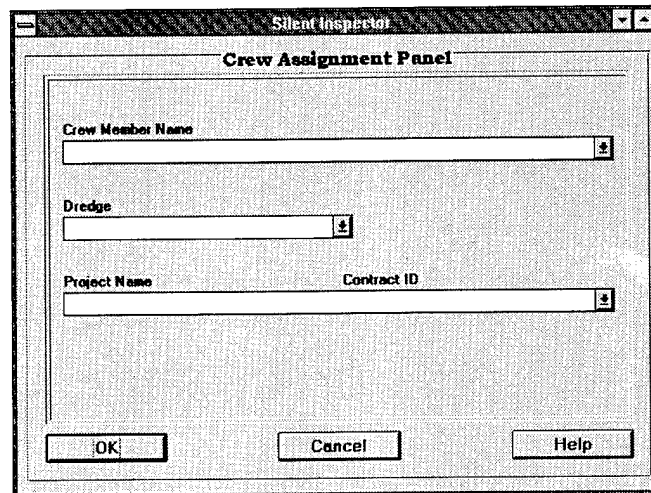 Silent Inspector
Crew Assignment Panel
Crew Member Name
Dredge
Project Name Contract ID
OK Cancel Help